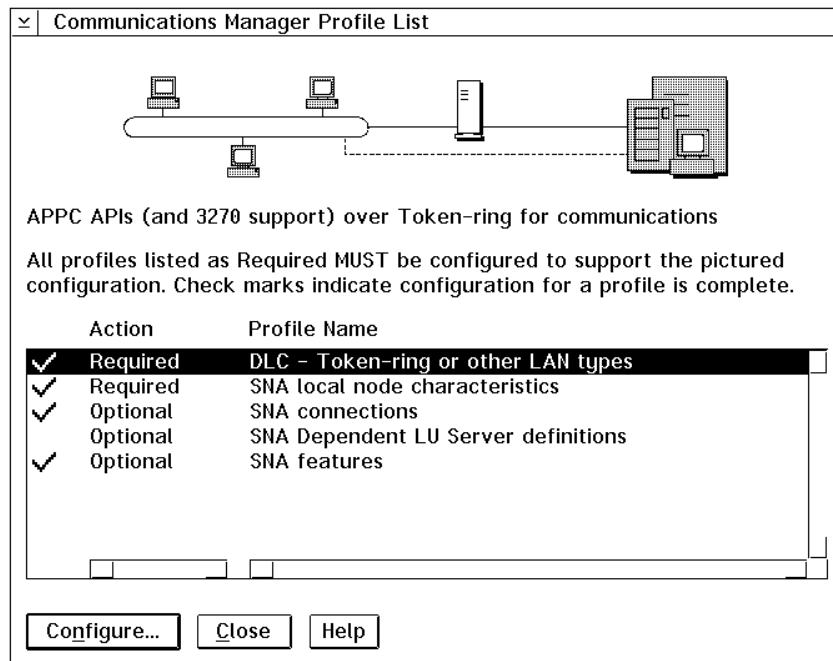 Communications Manager Profile List
APPC APIs (and 3270 support) over Token-ring for communications
All profiles listed as Required MUST be configured to support the pictured
configuration. Check marks indicate configuration for a profile is complete.
Action Profile Name
Required DLC - Token-ring or other LAN types
Required SNA local node characteristics
Optional SNA connections
Optional SNA Dependent LU Server definitions
Optional SNA features
Configure... Close Help